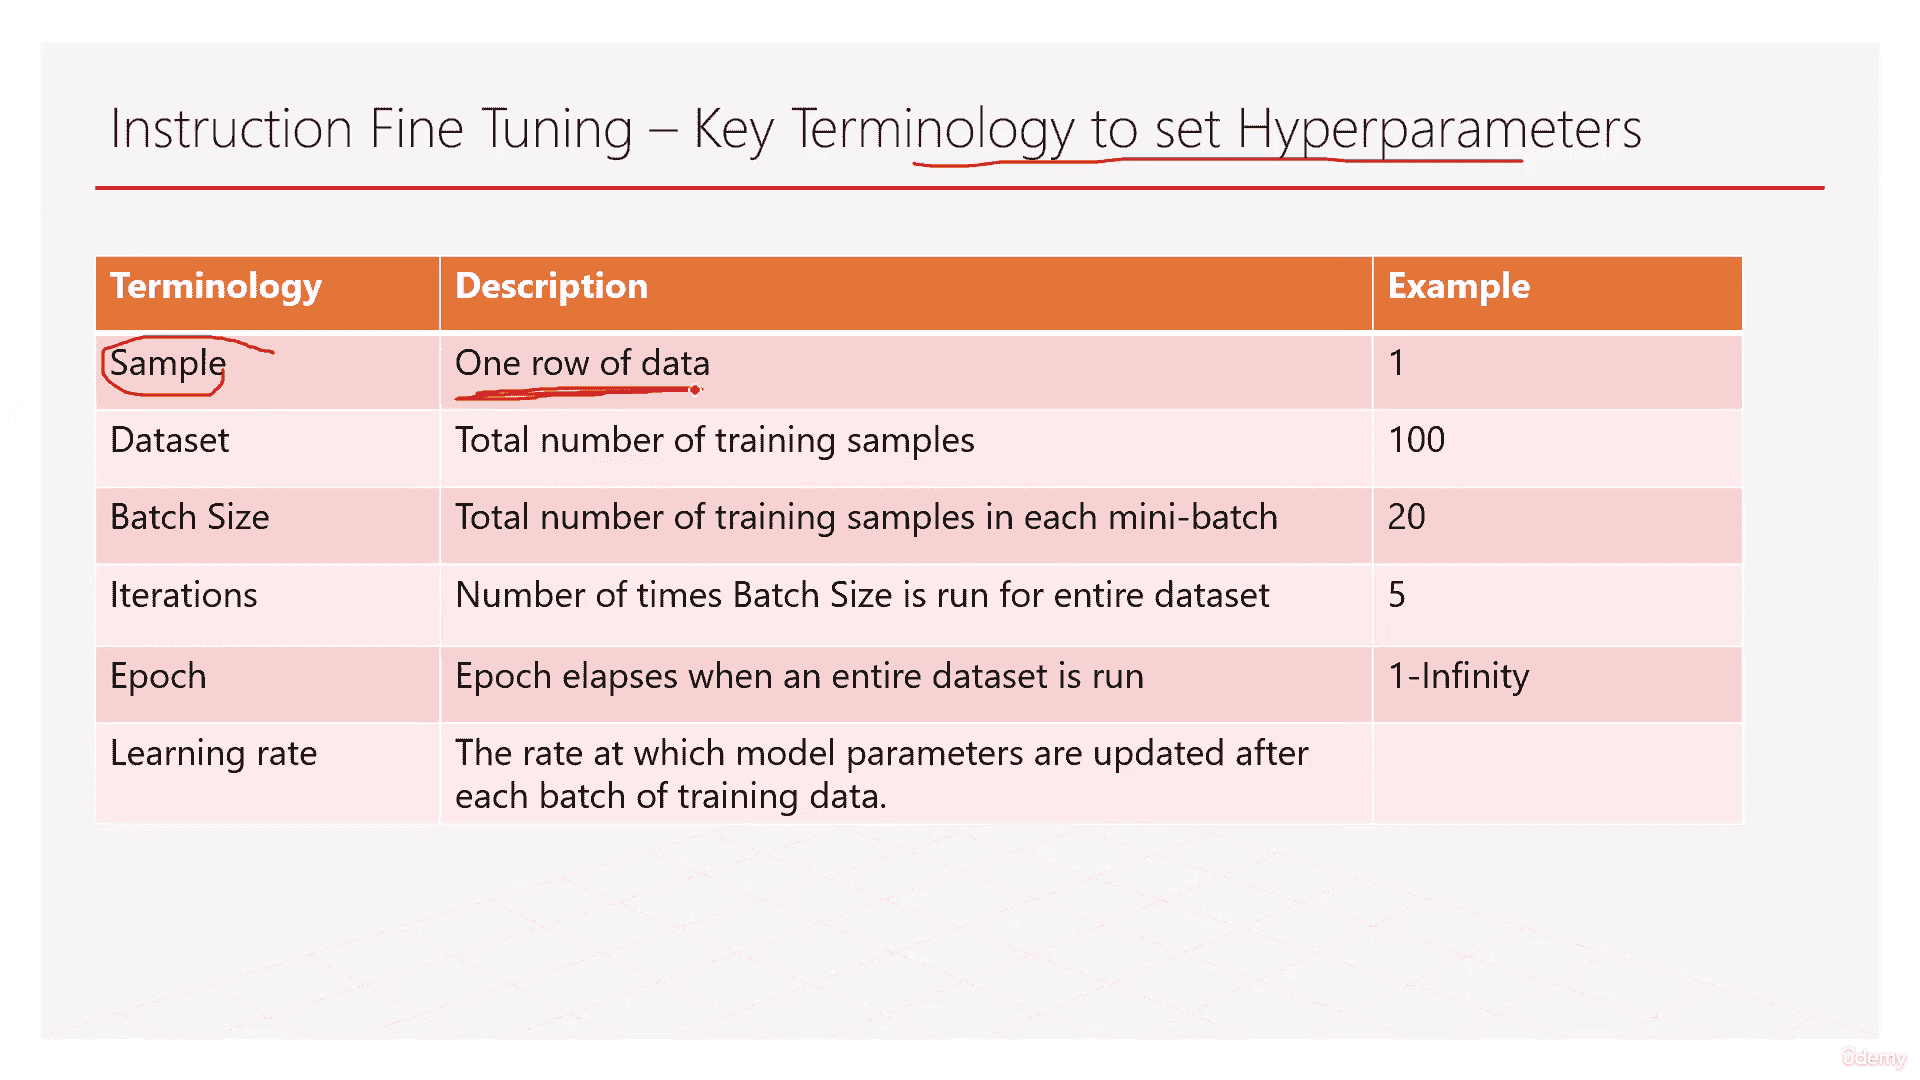 Instruction Fine Tuning – Key Terminology to set Hyperparameters
Terminology Description Example
Sample One row of data 1
Dataset Total number of training samples 100
Batch Size Total number of training samples in each mini-batch 20
Iterations Number of times Batch Size is run for entire dataset 5
Epoch Epoch elapses when an entire dataset is run 1-Infinity
Learning rate The rate at which model parameters are updated after
each batch of training data.
ûdemy